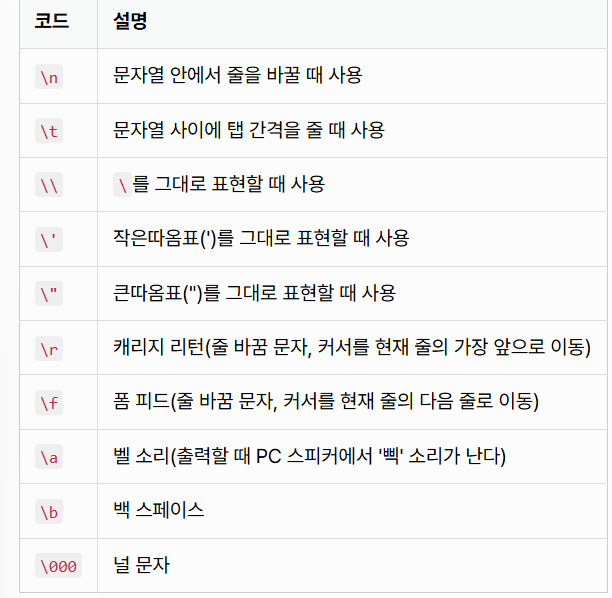 코드 설명
\n 문자열 안에서 줄을 바꿀 때 사용
\t 문자열 사이에 탭 간격을 줄 때 사용
\\ \를 그대로 표현할 때 사용
\' 작은따옴표(')를 그대로 표현할 때 사용
\" 큰따옴표(")를 그대로 표현할 때 사용
\r 캐리지 리턴(줄 바꿈 문자, 커서를 현재 줄의 가장 앞으로 이동)
\f 폼 피드(줄 바꿈 문자, 커서를 현재 줄의 다음 줄로 이동)
\a 벨 소리(출력할 때 PC 스피커에서 '삑' 소리가 난다)
\b 백 스페이스
\000 널 문자